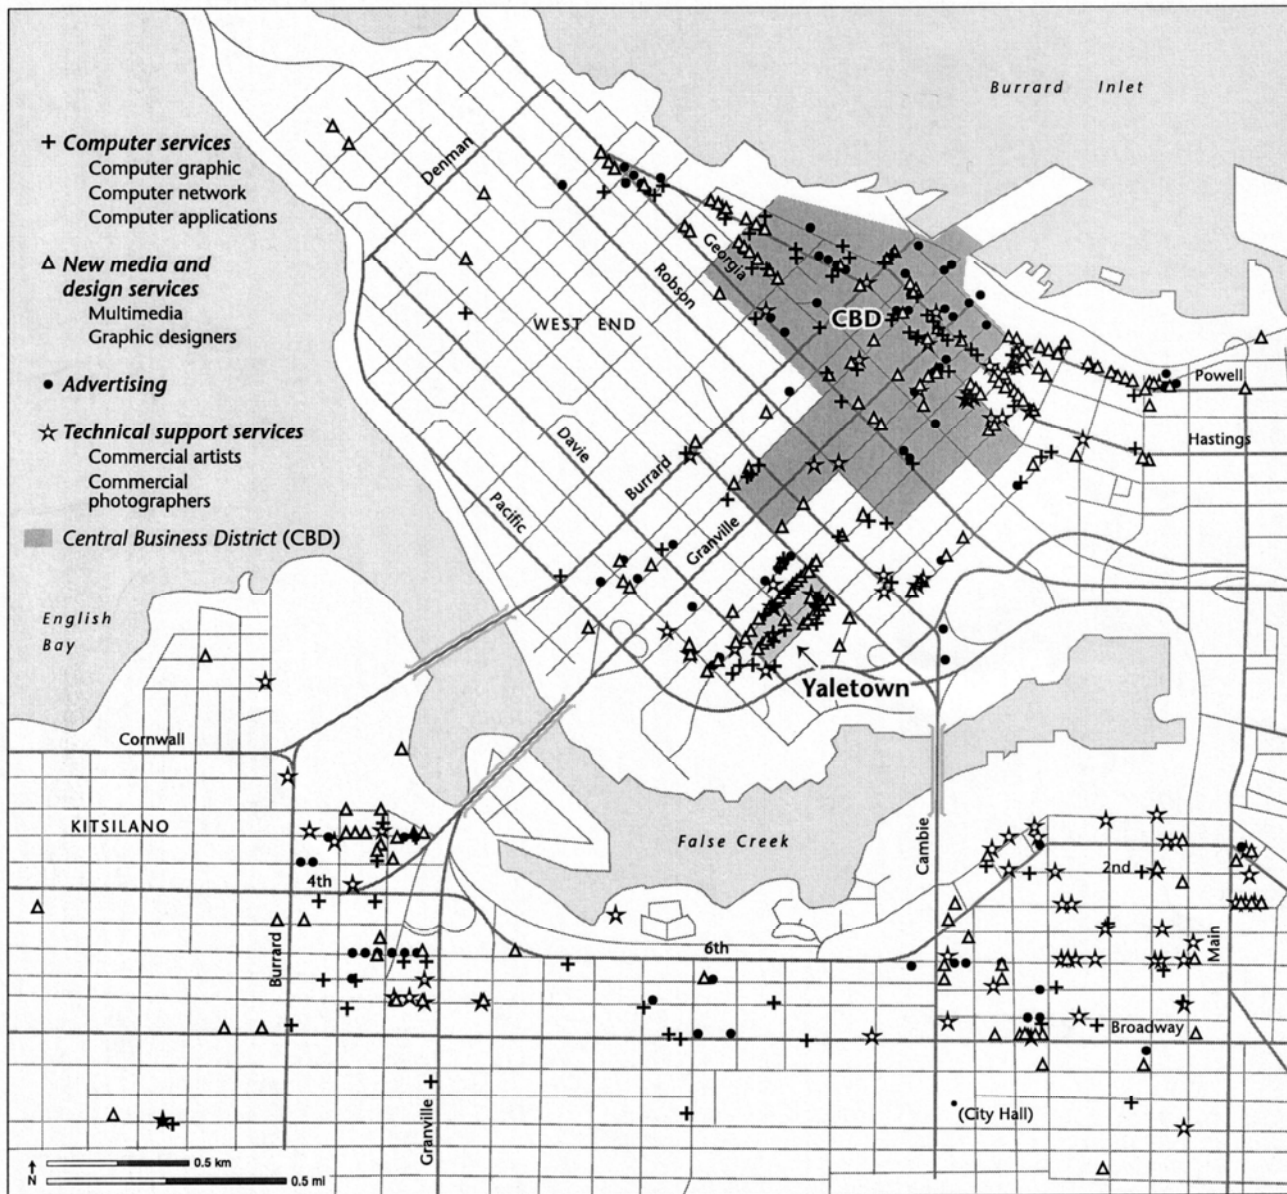 Burrard Inlet
+ Computer services
Computer graphic
Computer network
Computer applications
Δ New media and
design services
Multimedia
Graphic designers
● Advertising
☆ Technical support services
Commercial artists
Commercial
photographers
Central Business District (CBD)
Denman
Georgia
Robson
WEST END
CBD
Powell
Hastings
Davie
Burrard
Pacific
Granville
English
Bay
Yaletown
Cornwall
KITSILANO
False Creek
Cambie
4th
2nd
Burrard
6th
Main
Broadway
(City Hall)
Granville
0.5 km
N
0.5 ml